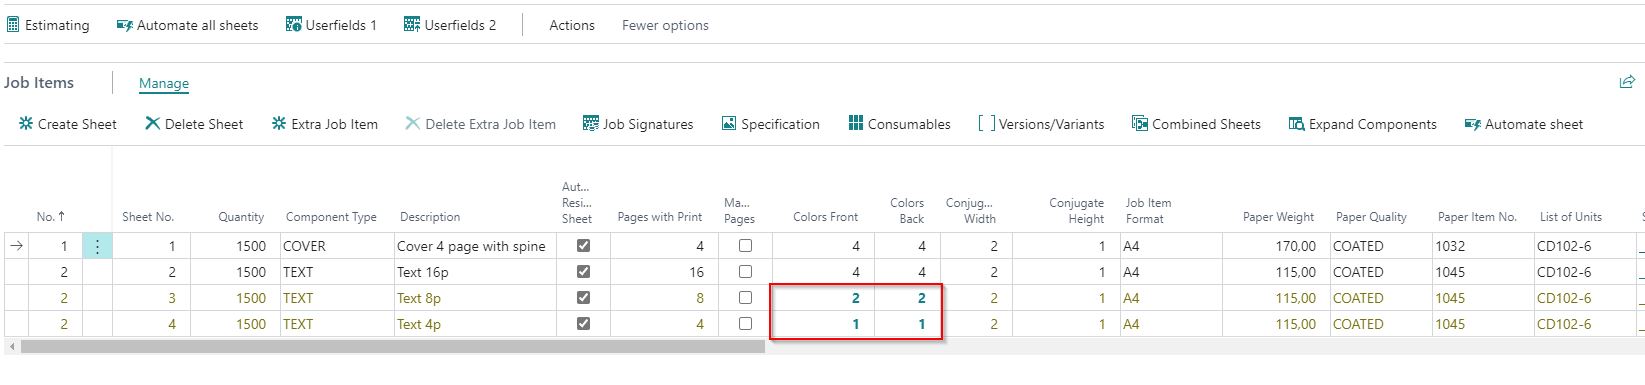 Estimating Automate all sheets Userfields 1 Userfields 2 Actions Fewer options
Job Items Manage
Create Sheet Delete Sheet Extra Job Item Delete Extra Job Item Job Signatures Specification Consumables Versions/Variants Combined Sheets Expand Components Automate sheet
No. ↑ Sheet No. Quantity Component Type Description Aut... Resi... Sheet Pages with Print Ma... Pages Colors Front Colors Back Conjug... Width Conjugate Height Job Item Format Paper Weight Paper Quality Paper Item No. List of Units
1 1 1500 COVER Cover 4 page with spine 4 4 4 2 1 A4 170,00 COATED 1032 CD102-6
2 2 1500 TEXT Text 16p 16 4 4 2 1 A4 115,00 COATED 1045 CD102-6
2 3 1500 TEXT Text 8p 8 2 2 2 1 A4 115,00 COATED 1045 CD102-6
2 4 1500 TEXT Text 4p 4 1 1 2 1 A4 115,00 COATED 1045 CD102-6